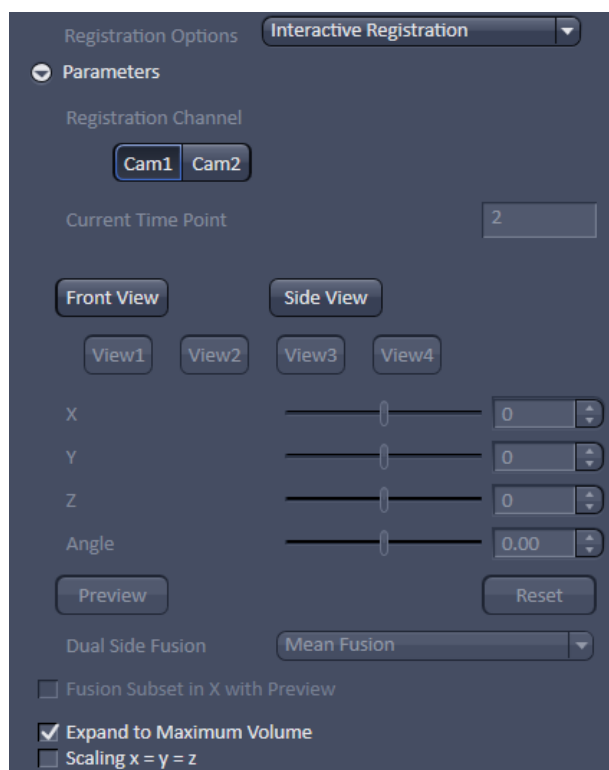 Registration Options Interactive Registration
Parameters
Registration Channel
Cam1 Cam2
Current Time Point 2
Front View Side View
View1 View2 View3 View4
X 0
Y 0
Z 0
Angle 0.00
Preview Reset
Dual Side Fusion Mean Fusion
Fusion Subset in X with Preview
Expand to Maximum Volume
Scaling x = y = z